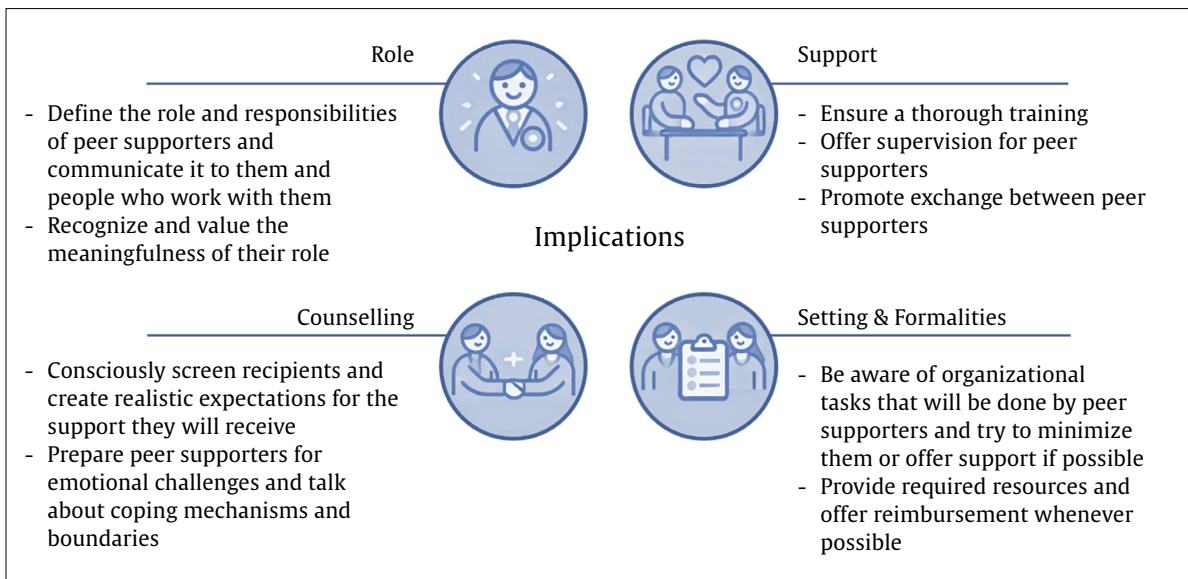 Role
- Define the role and responsibilities
of peer supporters and
communicate it to them and
people who work with them
- Recognize and value the
meaningfulness of their role
Support
- Ensure a thorough training
- Offer supervision for peer
supporters
- Promote exchange between peer
supporters
Implications
Counselling
- Consciously screen recipients and
create realistic expectations for the
support they will receive
- Prepare peer supporters for
emotional challenges and talk
about coping mechanisms and
boundaries
Setting & Formalities
- Be aware of organizational
tasks that will be done by peer
supporters and try to minimize
them or offer support if possible
- Provide required resources and
offer reimbursement whenever
possible